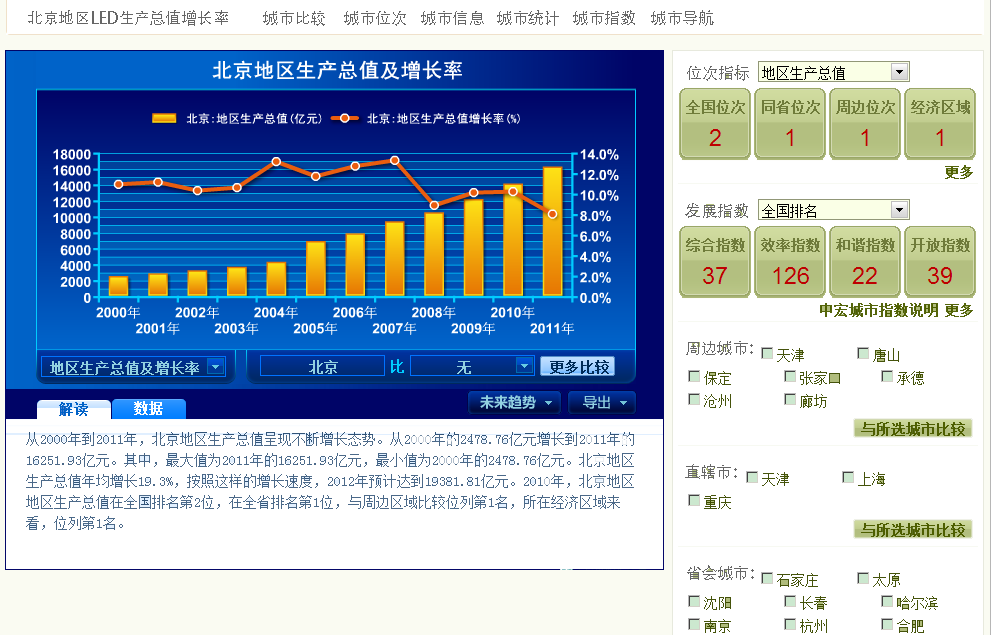 北京地区LED生产总值增长率 城市比较 城市位次 城市信息 城市统计 城市指数 城市导航
北京地区生产总值及增长率
北京:地区生产总值(亿元) 北京:地区生产总值增长率(%)
18000 14.0%
16000 12.0%
14000 10.0%
12000 8.0%
10000 6.0%
8000 4.0%
6000 2.0%
4000 0.0%
2000
0
2000年 2002年 2004年 2006年 2008年 2010年
2001年 2003年 2005年 2007年 2009年 2011年
地区生产总值及增长率 北京 比 无 更多比较
未来趋势 导出
解读 数据
从2000年到2011年，北京地区生产总值呈现不断增长态势。从2000年的2478.76亿元增长到2011年的
16251.93亿元。其中，最大值为2011年的16251.93亿元，最小值为2000年的2478.76亿元。北京地区
生产总值年均增长19.3%，按照这样的增长速度，2012年预计达到19381.81亿元。2010年，北京地区
地区生产总值在全国排名第2位，在全省排名第1位，与周边区域比较位列第1名，所在经济区域来
看，位列第1名。
位次指标 地区生产总值
全国位次 同省位次 周边位次 经济区域
2 1 1 1
更多
发展指数 全国排名
综合指数 效率指数 和谐指数 开放指数
37 126 22 39
申宏城市指数说明 更多
周边城市： 天津 唐山
保定 张家 承德
沧州 廊坊
与所选城市比较
直辖市： 天津 上海
重庆
与所选城市比较
省会城市： 石家庄 太原
沈阳 长春 哈尔滨
南京 杭州 合肥